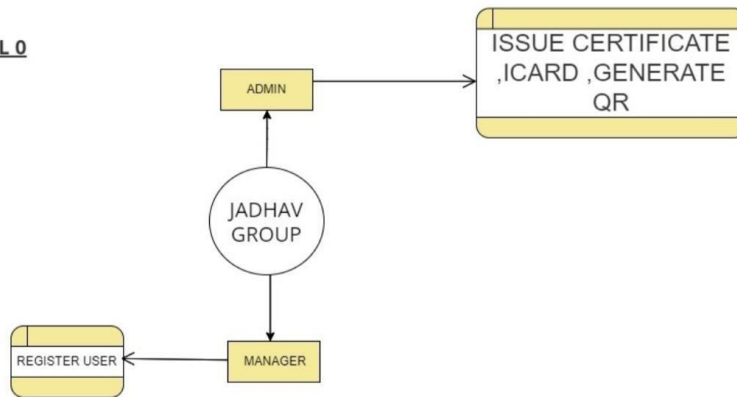 L 0
ISSUE CERTIFICATE
,ICARD ,GENERATE
QR
ADMIN
JADHAV
GROUP
REGISTER USER
MANAGER